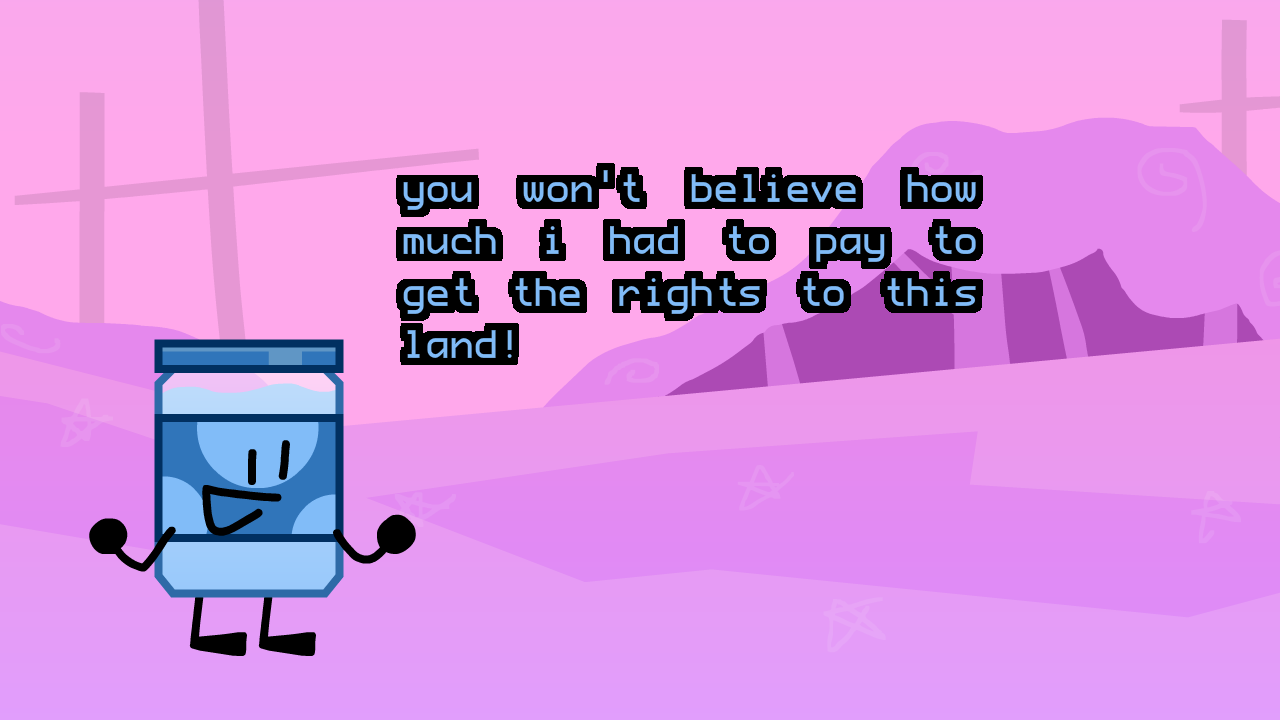 you won't believe how
much i had to pay to
get the rights to this
land!